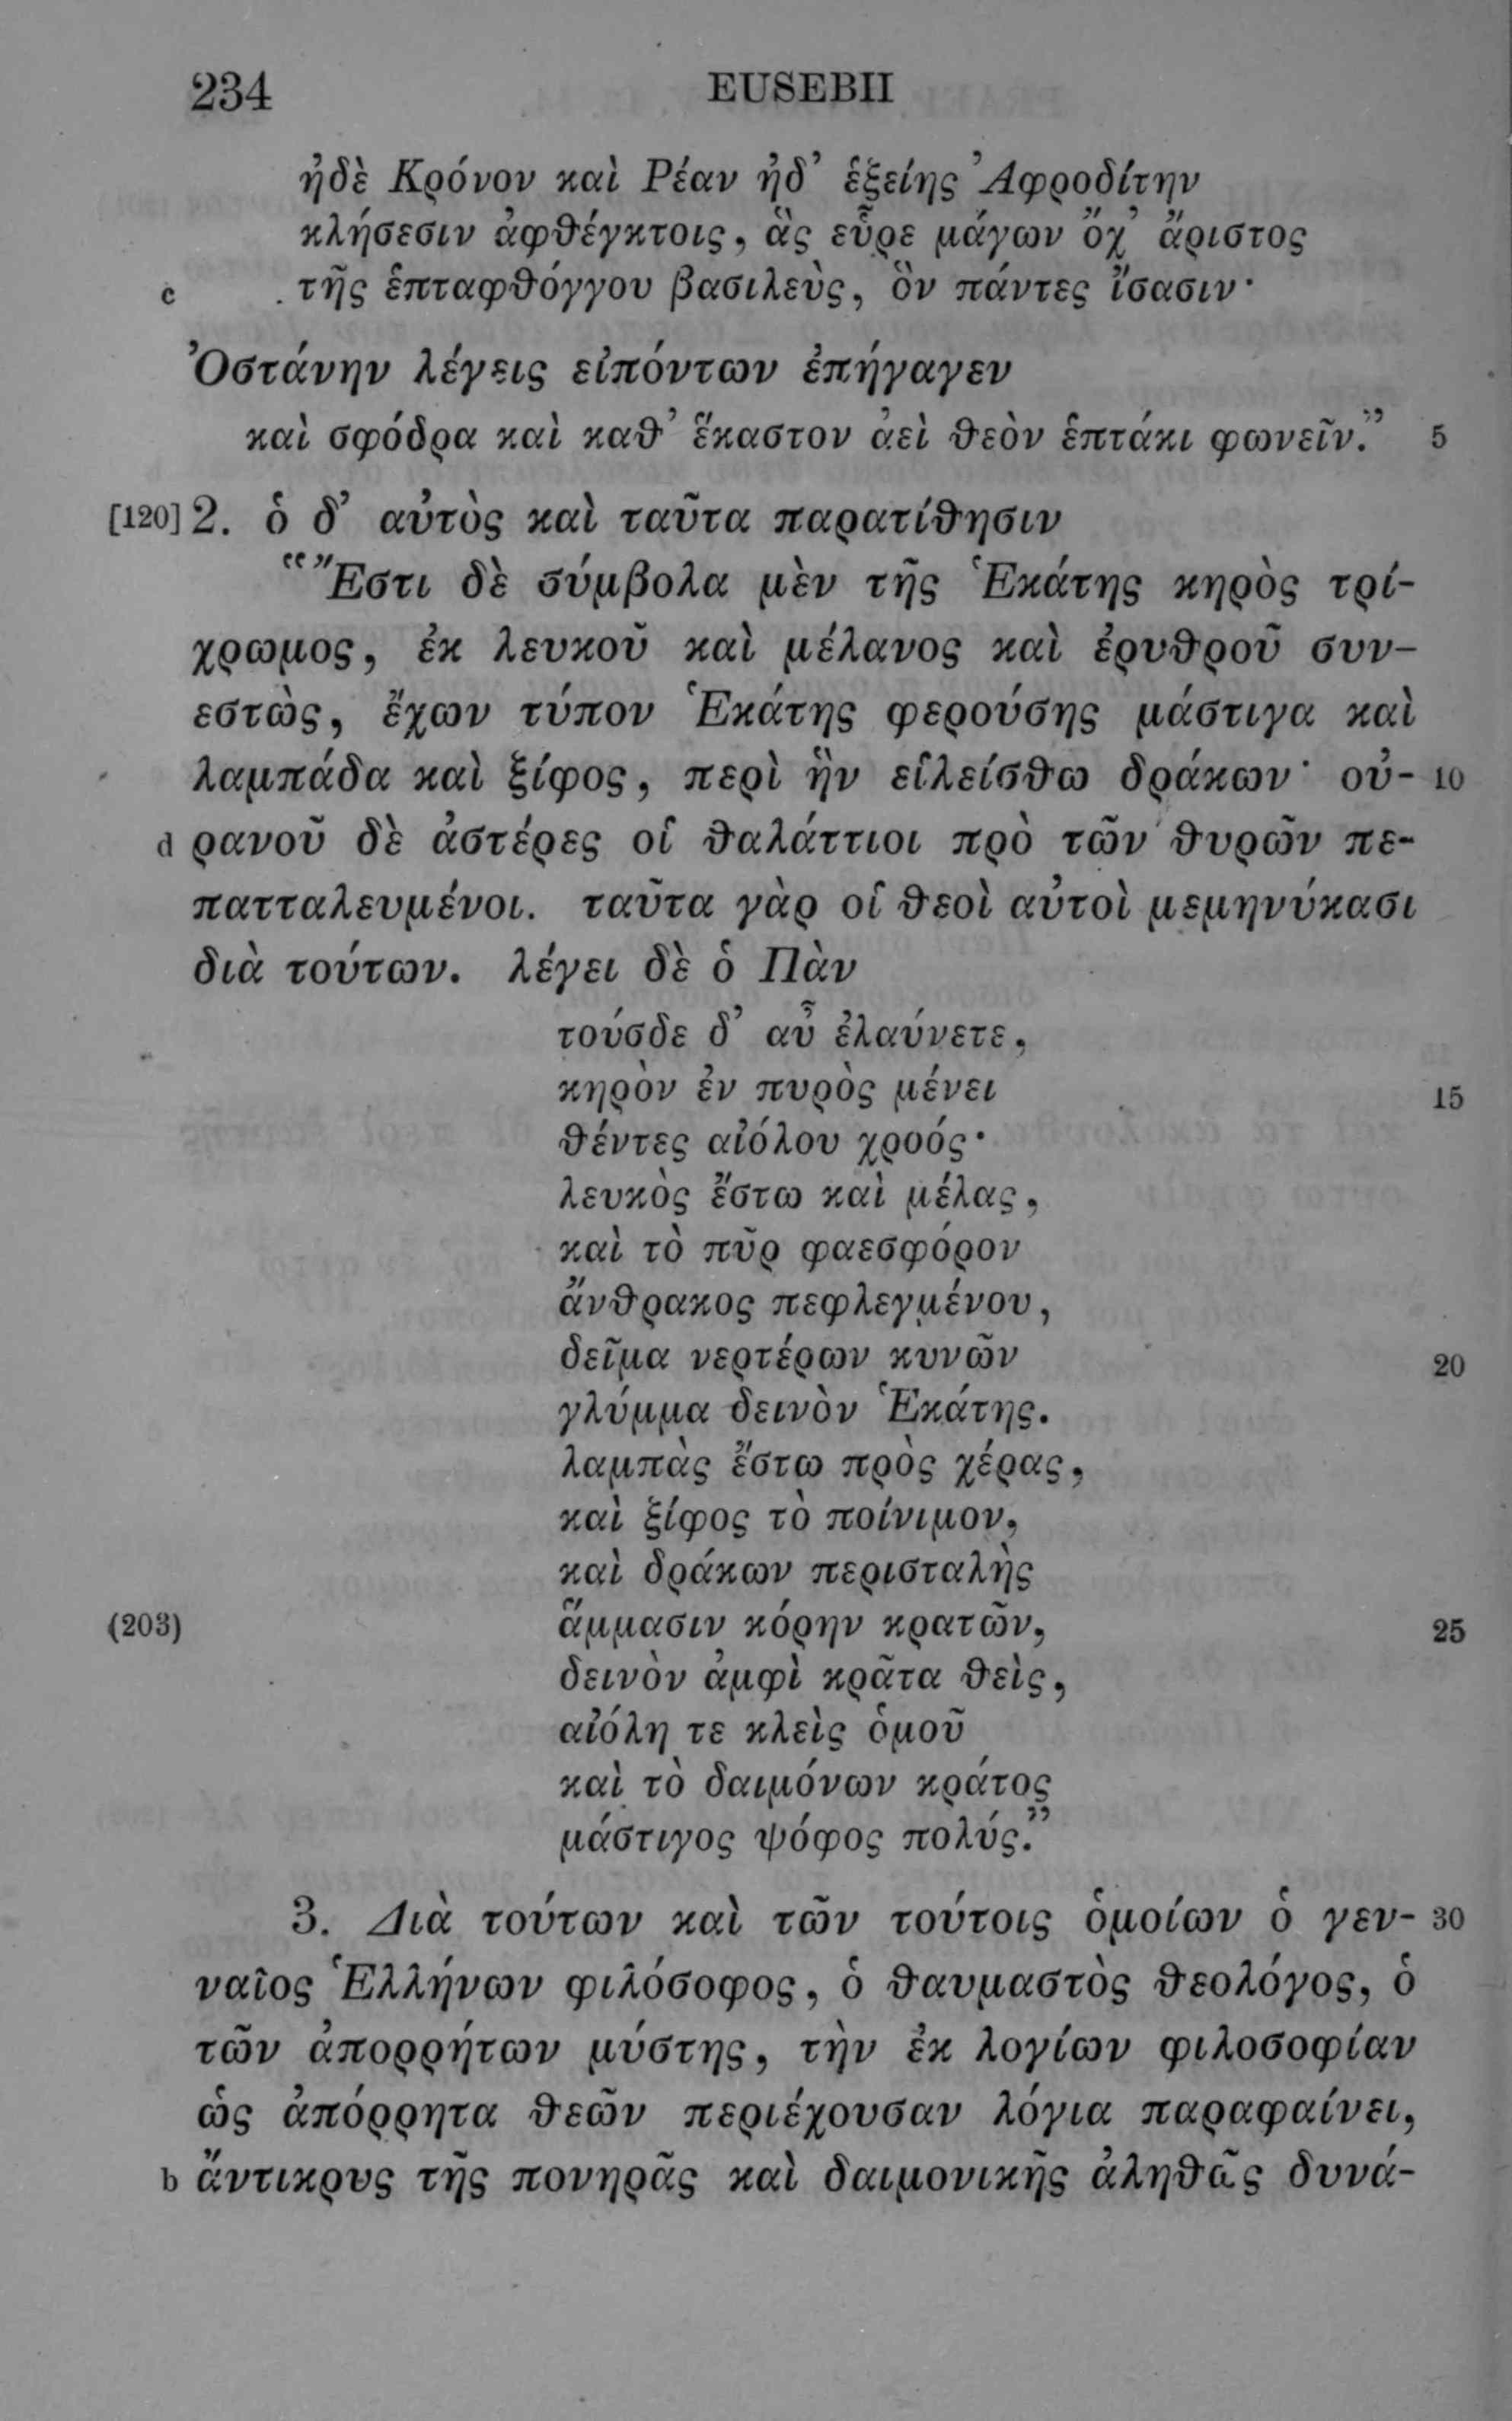 234 EUSEBII
ἠδὲ Κρόνον καὶ Ρέαν ἠδ’ ἑξείης Ἀφροδίτην
κλήσεσιν ἀφθέγκτοις, ἃς εὗρε μάγων ὄχ’ ἄριστος
c τῆς ἑπταφθόγγου βασιλεὺς, ὃν πάντες ἴσασιν·
Ὀστάνην λέγεις εἰπόντων ἐπήγαγεν
καὶ σφόδρα καὶ καθ’ ἕκαστον ἀεὶ θεὸν ἑπτάκι φωνεῖν.” 5
[120] 2. ὁ δ’ αὐτὸς καὶ ταῦτα παρατίθησιν
“Ἔστι δὲ σύμβολα μὲν τῆς Ἑκάτης κηρὸς τρί-
χρωμος, ἐκ λευκοῦ καὶ μέλανος καὶ ἐρυθροῦ συν-
εστὼς, ἔχων τύπον Ἑκάτης φερούσης μάστιγα καὶ
λαμπάδα καὶ ξίφος, περὶ ἣν εἱλείσθω δράκων· οὐ- 10
d ρανοῦ δὲ ἀστέρες οἱ θαλάττιοι πρὸ τῶν θυρῶν πε-
πατταλευμένοι. ταῦτα γὰρ οἱ θεοὶ αὐτοὶ μεμηνύκασι
διὰ τούτων. λέγει δὲ ὁ Πὰν
τούσδε δ’ αὖ ἐλαύνετε,
κηρὸν ἐν πυρὸς μένει 15
θέντες αἰόλου χροός·
λευκὸς ἔστω καὶ μέλας,
καὶ τὸ πῦρ φαεσφόρον
ἄνθρακος πεφλεγμένου,
δεῖμα νερτέρων κυνῶν 20
γλύμμα δεινὸν Ἑκάτης.
λαμπὰς ἔστω πρὸς χέρας,
καὶ ξίφος τὸ ποίνιμον,
καὶ δράκων περισταλὴς
(203) ἅμμασιν κόρην κρατῶν, 25
δεινὸν ἀμφὶ κρᾶτα θεὶς,
αἰόλη τε κλεὶς ὁμοῦ
καὶ τὸ δαιμόνων κράτος
μάστιγος ψόφος πολύς.”
3. Διὰ τούτων καὶ τῶν τούτοις ὁμοίων ὁ γεν- 30
ναῖος Ἑλλήνων φιλόσοφος, ὁ θαυμαστὸς θεολόγος, ὁ
τῶν ἀπορρήτων μύστης, τὴν ἐκ λογίων φιλοσοφίαν
ὡς ἀπόρρητα θεῶν περιέχουσαν λόγια παραφαίνει,
b ἄντικρυς τῆς πονηρᾶς καὶ δαιμονικῆς ἀληθῶς δυνά-